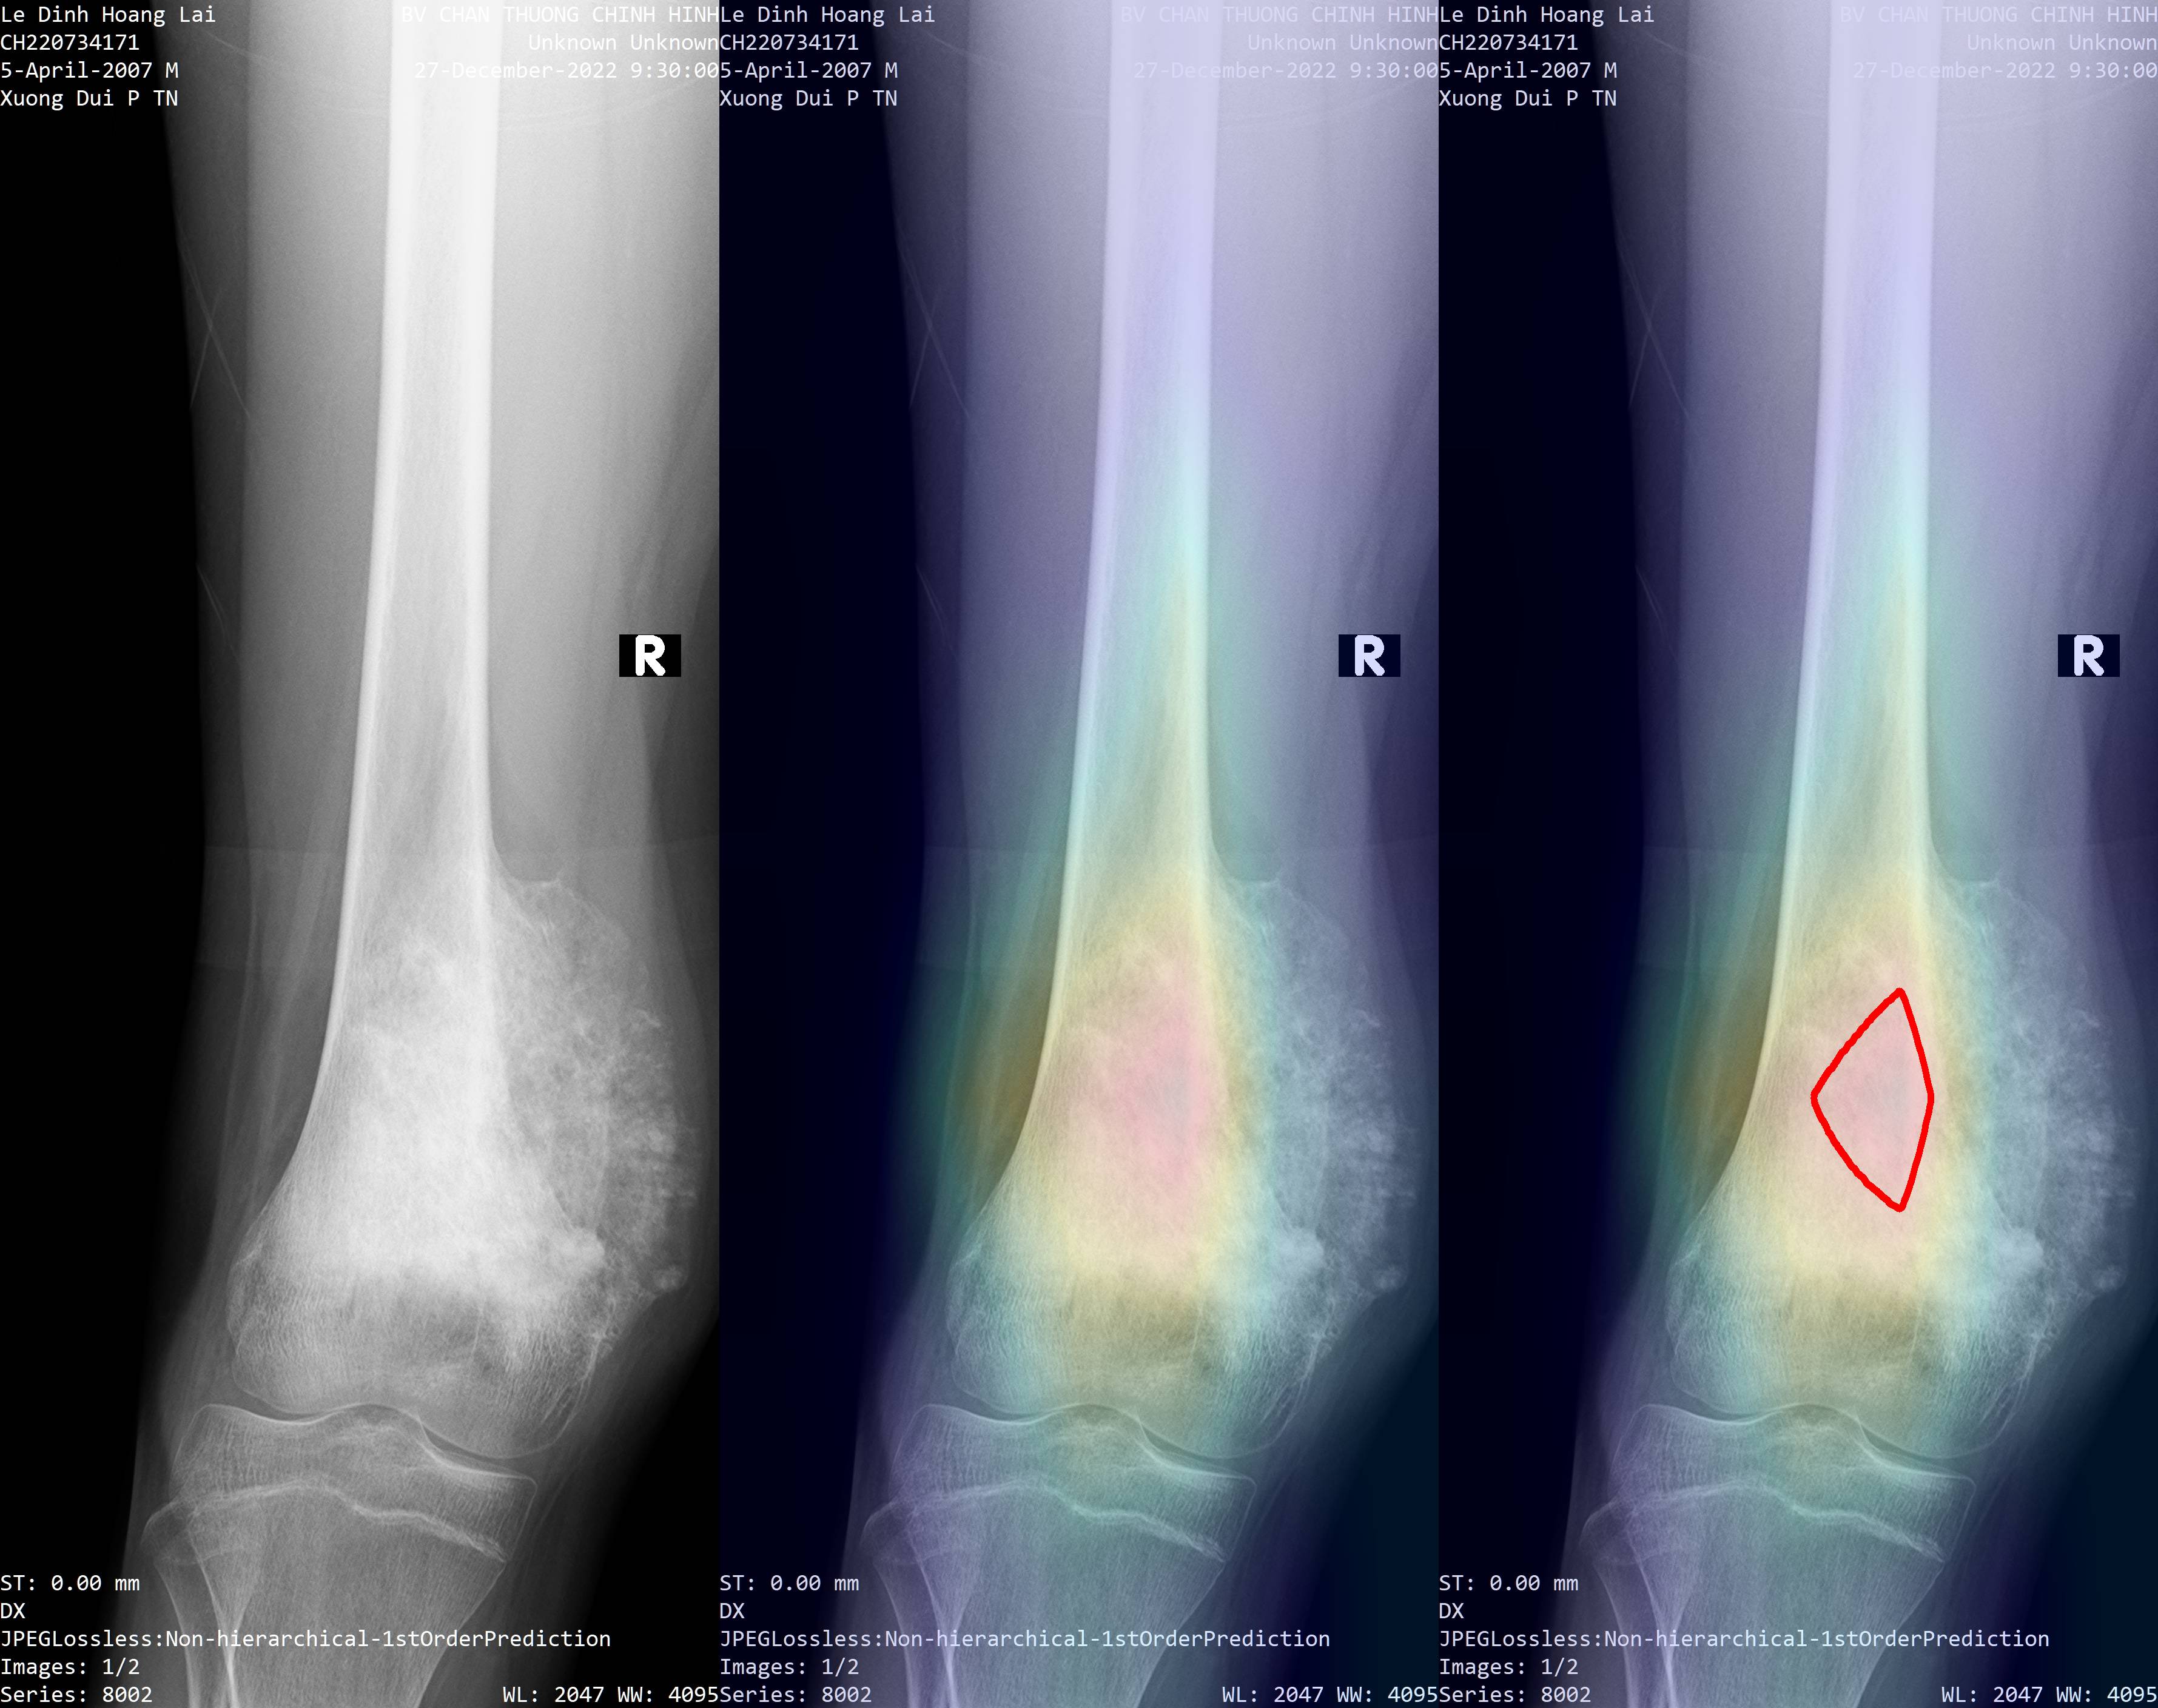 Le Dinh Hoang Lai
CH220734171
5-April-2007 M
Xuong Dui P TN
BV CHAN THUONG CHINH HINH
Unknown Unknown
27-December-2022 9:30:00
R
ST: 0.00 mm
DX
JPEGLossless:Non-hierarchical-1stOrderPrediction
Images: 1/2
Series: 8002
WL: 2047 WW: 4095
Le Dinh Hoang Lai
CH220734171
5-April-2007 M
Xuong Dui P TN
BV CHAN THUONG CHINH HINH
Unknown Unknown
27-December-2022 9:30:00
R
ST: 0.00 mm
DX
JPEGLossless:Non-hierarchical-1stOrderPrediction
Images: 1/2
Series: 8002
WL: 2047 WW: 4095
Le Dinh Hoang Lai
CH220734171
5-April-2007 M
Xuong Dui P TN
BV CHAN THUONG CHINH HINH
Unknown Unknown
27-December-2022 9:30:00
R
ST: 0.00 mm
DX
JPEGLossless:Non-hierarchical-1stOrderPrediction
Images: 1/2
Series: 8002
WL: 2047 WW: 4095